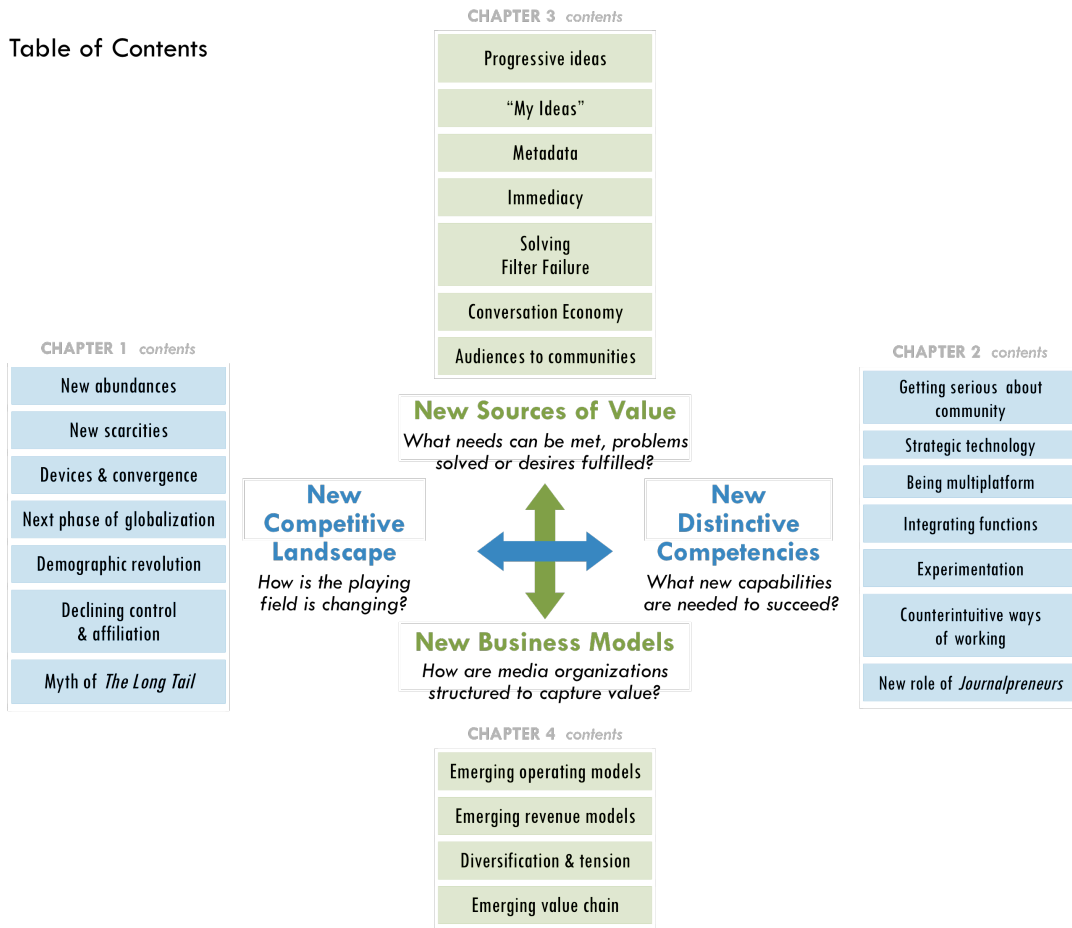 Table of Contents
CHAPTER 3 contents
Progressive ideas
“My Ideas”
Metadata
Immediacy
Solving
Filter Failure
Conversation Economy
Audiences to communities
New Sources of Value
What needs can be met, problems
solved or desires fulfilled?
CHAPTER 1 contents
New abundances
New scarcities
Devices & convergence
Next phase of globalization
Demographic revolution
Declining control
& affiliation
Myth of The Long Tail
New
Competitive
Landscape
How is the playing
field is changing?
New
Distinctive
Competencies
What new capabilities
are needed to succeed?
CHAPTER 2 contents
Getting serious about
community
Strategic technology
Being multiplatform
Integrating functions
Experimentation
Counterintuitive ways
of working
New role of Journalpreneurs
New Business Models
How are media organizations
structured to capture value?
CHAPTER 4 contents
Emerging operating models
Emerging revenue models
Diversification & tension
Emerging value chain